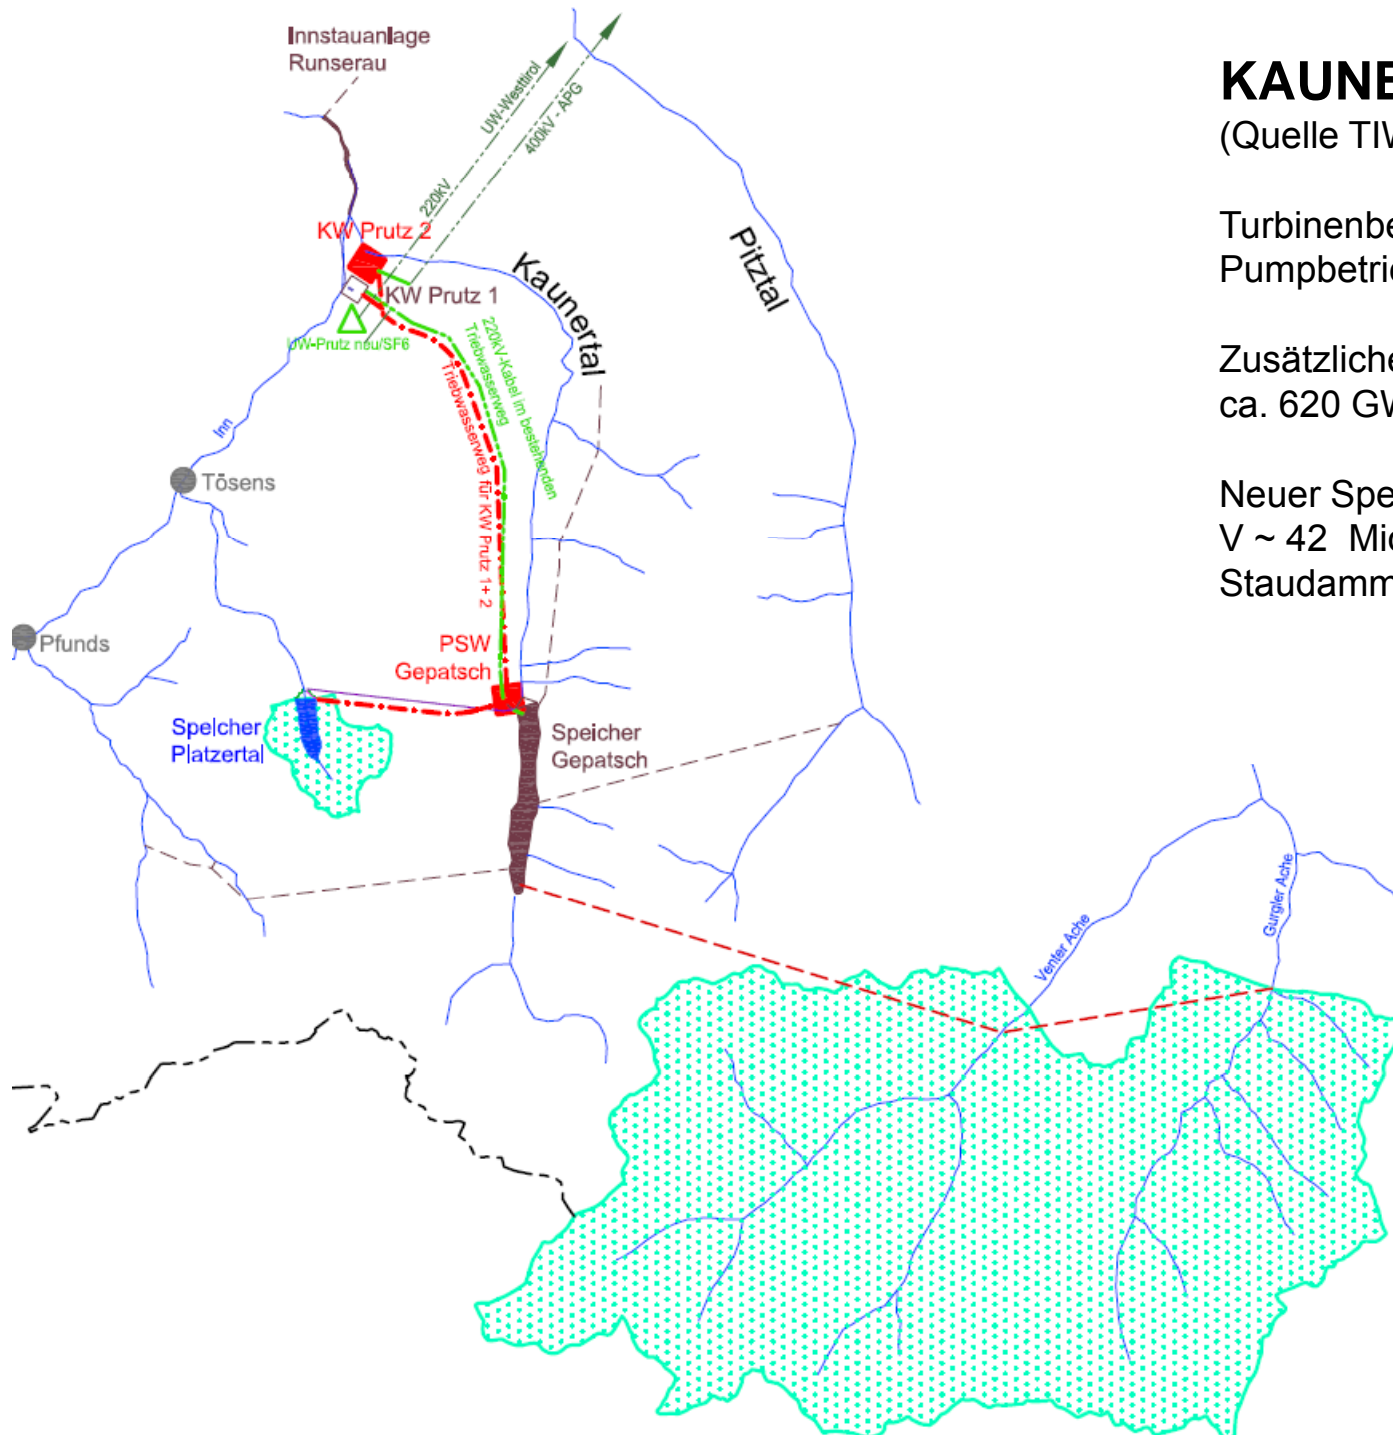 Innstauanlage
Runserau
UW-Westtirol
400kV - APG
220kV
KW Prutz 2
KW Prutz 1
UW-Prutz neu/SF6
Kaunertal
Pitztal
220kV-Kabel im bestehenden
Triebwasserweg
Triebwasserweg für KW Prutz 1+ 2
Inn
Tösens
Pfunds
PSW
Gepatsch
Speicher
Platzertal
Speicher
Gepatsch
Venter Ache
Gurgler Ache
KAUNE
(Quelle TIW
Turbinenbe
Pumpbetrie
Zusätzliche
ca. 620 GW
Neuer Spe
V ~ 42 Mio
Staudamm